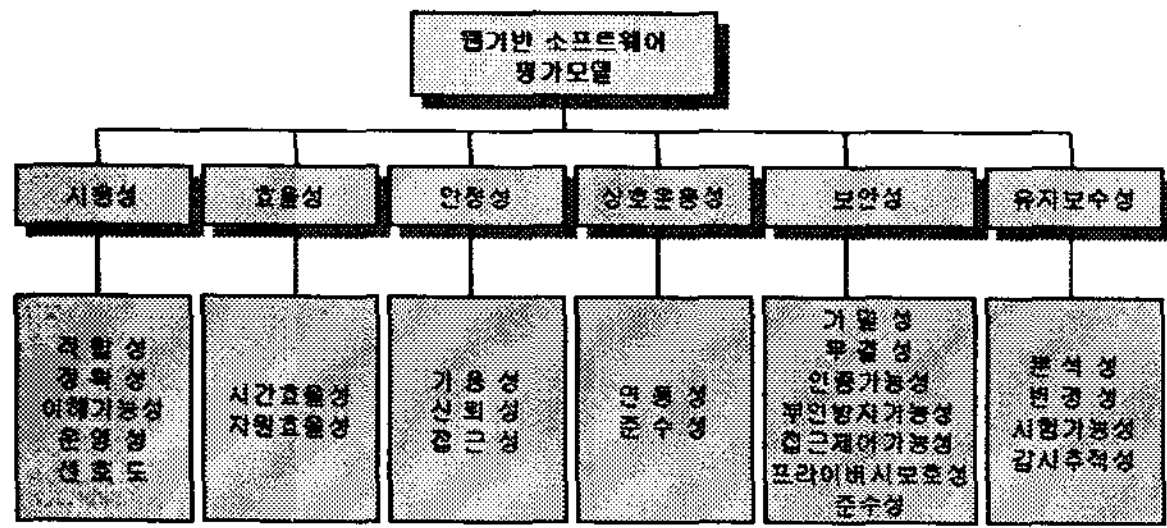 웹기반 소프트웨어
평가모델
사용성
효율성
안정성
상호운용성
보안성
유지보수성
적합성
정확성
이해가능성
운영성
선호도
시간효율성
자원효율성
가용성
신뢰성
접근성
연동성
준수성
기밀성
무결성
인증가능성
부인방지가능성
접근제어가능성
프라이버시보호성
준수성
분석성
변경성
시험가능성
감시추적성